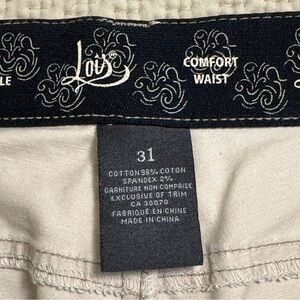 LE
Lois
COMFORT
WAIST
31
COTTON 98% COTON
SPANDEX 2%
GARNITURE NON COMPRISE
EXCLUSIVE OF TRIM
CA 30070
FABRIQUÉ EN CHINE
MADE IN CHINA